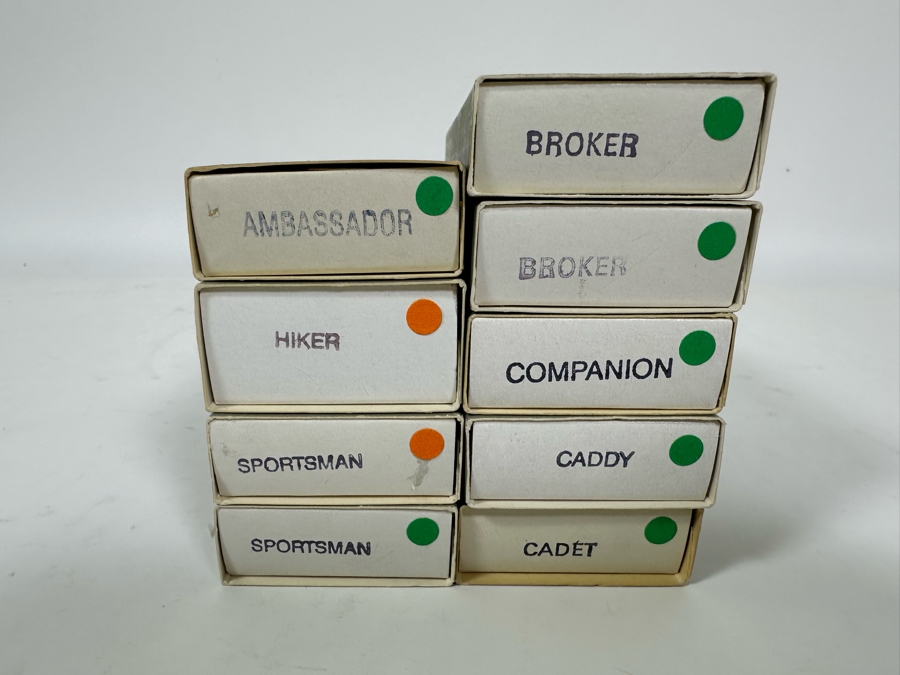 AMBASSADOR
HIKER
SPORTSMAN
SPORTSMAN
BROKER
BROKER
COMPANION
CADDY
CADET